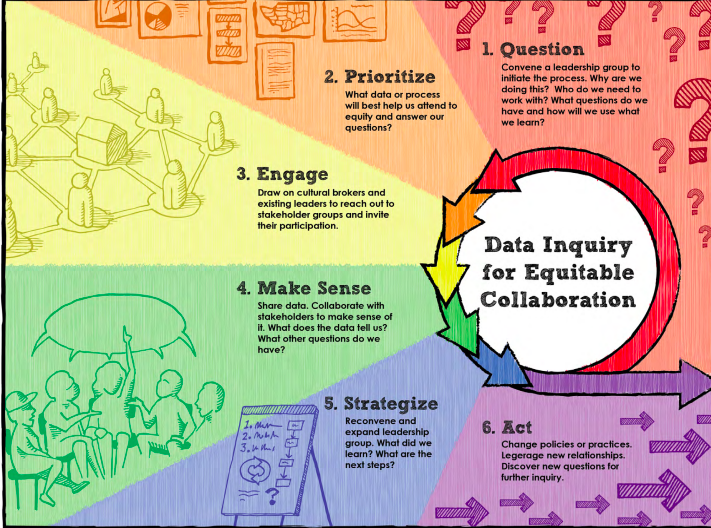 1. Question
Convene a leadership group to
initiate the process. Why are we
doing this? Who do we need to
work with? What questions do we
have and how will we use what
we learn?
2. Prioritize
What data or process
will best help us attend to
equity and answer our
questions?
3. Engage
Draw on cultural brokers and
existing leaders to reach out to
stakeholder groups and invite
their participation.
Data Inquiry
for Equitable
Collaboration
4. Make Sense
Share data. Collaborate with
stakeholders to make sense of
it. What does the data tell us?
What other questions do we
have?
5. Strategize
Reconvene and
expand leadership
group. What did we
learn? What are the
next steps?
6. Act
Change policies or practices.
Legerage new relationships.
Discover new questions for
further inquiry.
1.
2.
3.
?